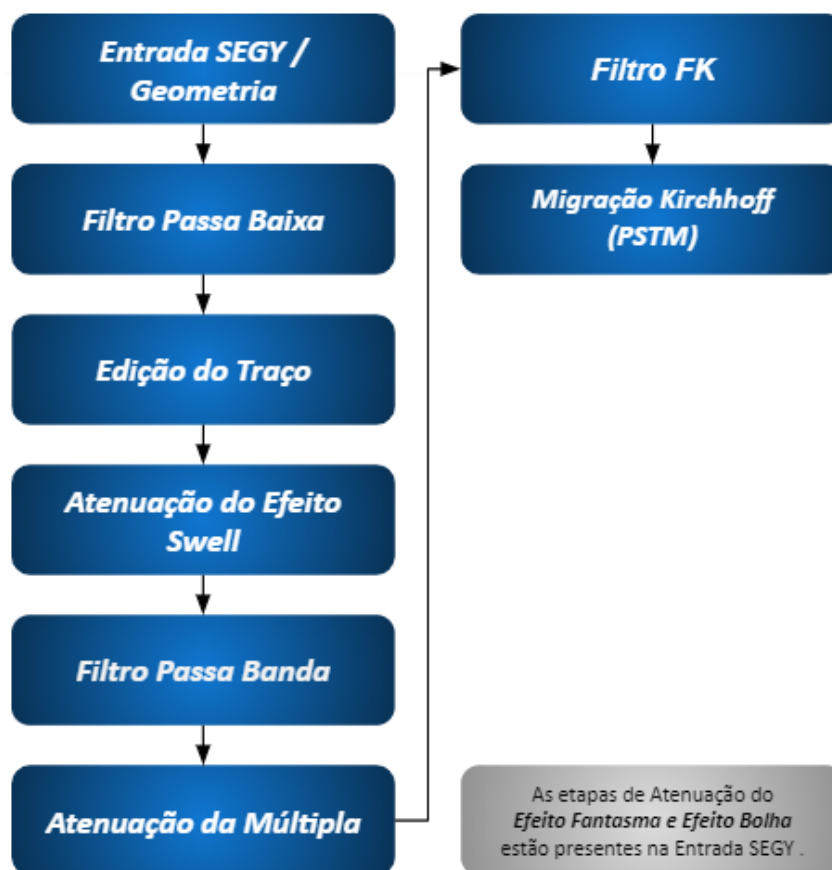 Entrada SEGY /
Geometria
Filtro Passa Baixa
Edição do Traço
Atenuação do Efeito
Swell
Filtro Passa Banda
Atenuação da Múltipla
Filtro FK
Migração Kirchhoff
(PSTM)
As etapas de Atenuação do
Efeito Fantasma e Efeito Bolha
estão presentes na Entrada SEGY .